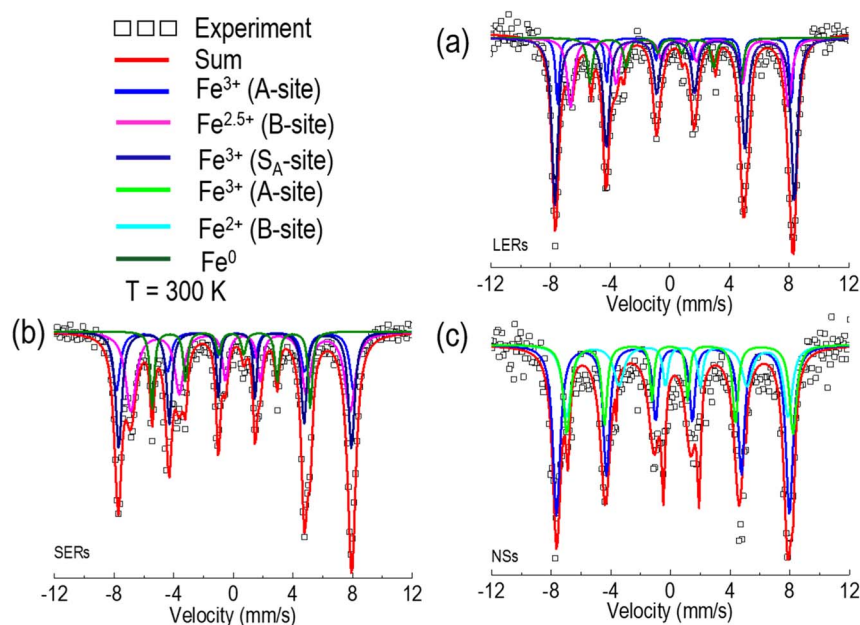 Experiment
Sum
Fe³⁺ (A-site)
Fe²·⁵⁺ (B-site)
Fe³⁺ (S_A-site)
Fe³⁺ (A-site)
Fe²⁺ (B-site)
Fe⁰
T = 300 K
(a)
LERs
-12 -8 -4 0 4 8 12
Velocity (mm/s)
(b)
SERs
-12 -8 -4 0 4 8 12
Velocity (mm/s)
(c)
NSs
-12 -8 -4 0 4 8 12
Velocity (mm/s)